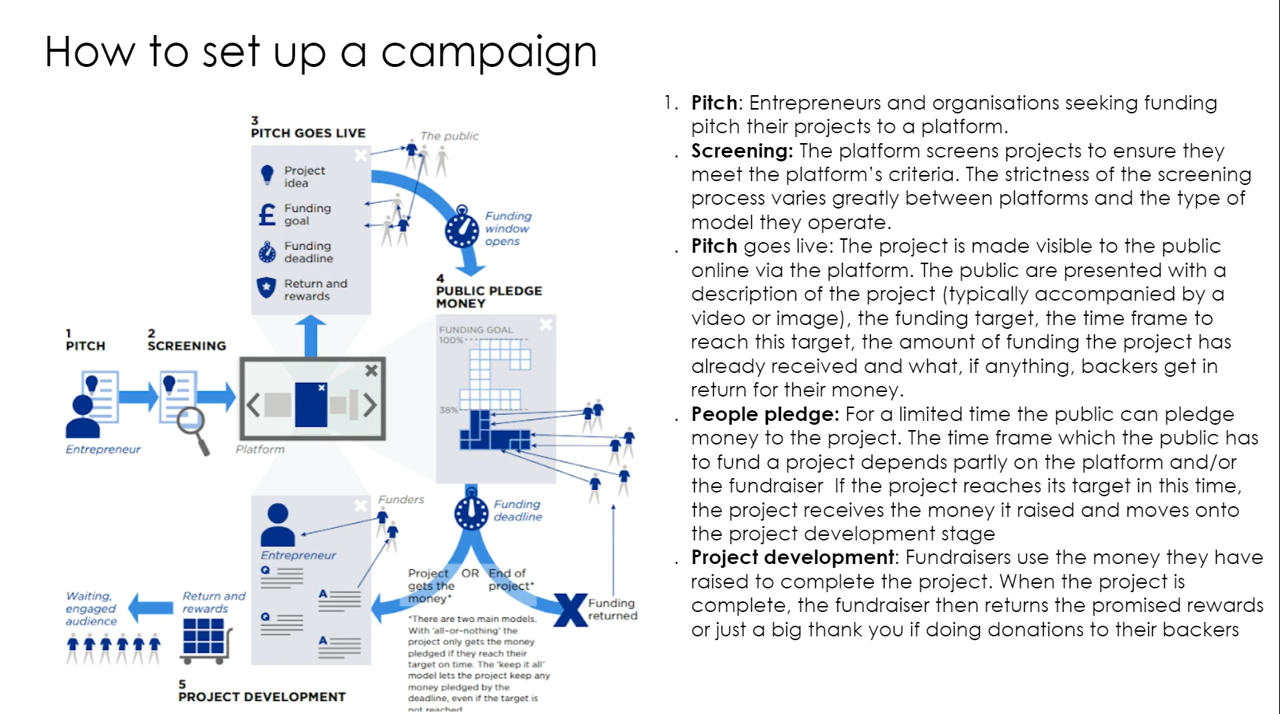 How to set up a campaign
3
PITCH GOES LIVE
The public
Project
idea
Funding
goal
Funding
deadline
Return and
rewards
Funding
window
opens
4
PUBLIC PLEDGE
MONEY
FUNDING GOAL
100%
38%
1
PITCH
2
SCREENING
Entrepreneur
Platform
Funding
deadline
Funders
Entrepreneur
Q
A
Q
A
Project
gets the
money*
OR
End of
project*
Funding
returned
*There are two main models.
With 'all-or-nothing' the
project only gets the money
pledged if they reach their
target on time. The 'keep it all'
model lets the project keep any
money pledged by the
deadline, even if the target is
not reached
Waiting,
engaged
audience
Return and
rewards
5
PROJECT DEVELOPMENT
1. Pitch: Entrepreneurs and organisations seeking funding
pitch their projects to a platform.
. Screening: The platform screens projects to ensure they
meet the platform's criteria. The strictness of the screening
process varies greatly between platforms and the type of
model they operate.
. Pitch goes live: The project is made visible to the public
online via the platform. The public are presented with a
description of the project (typically accompanied by a
video or image), the funding target, the time frame to
reach this target, the amount of funding the project has
already received and what, if anything, backers get in
return for their money.
. People pledge: For a limited time the public can pledge
money to the project. The time frame which the public has
to fund a project depends partly on the platform and/or
the fundraiser If the project reaches its target in this time,
the project receives the money it raised and moves onto
the project development stage
. Project development: Fundraisers use the money they have
raised to complete the project. When the project is
complete, the fundraiser then returns the promised rewards
or just a big thank you if doing donations to their backers